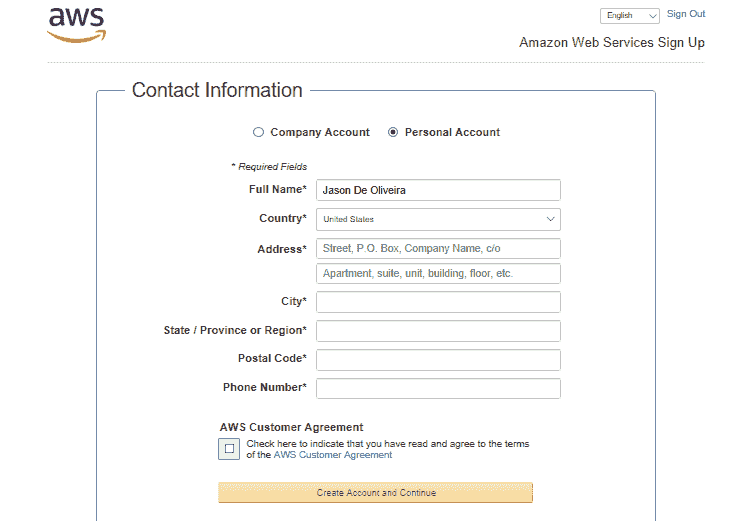 aws
English
Sign Out
Amazon Web Services Sign Up
Contact Information
Company Account
Personal Account
* Required Fields
Full Name*
Jason De Oliveira
Country*
United States
Address*
Street, P.O. Box, Company Name, c/o
Apartment, suite, unit, building, floor, etc.
City*
State / Province or Region*
Postal Code*
Phone Number*
AWS Customer Agreement
Check here to indicate that you have read and agree to the terms
of the AWS Customer Agreement
Create Account and Continue